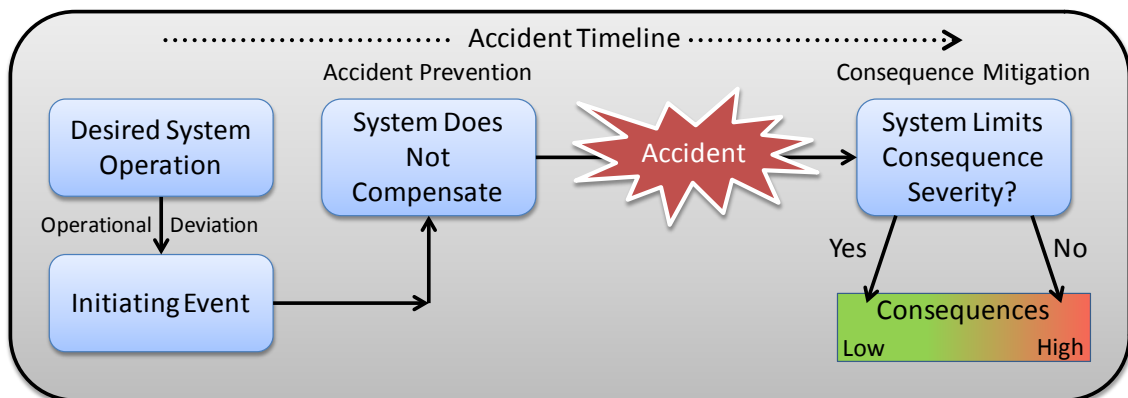 Accident Timeline
Accident Prevention
Consequence Mitigation
Desired System
Operation
System Does
Not
Compensate
Accident
System Limits
Consequence
Severity?
Operational Deviation
Yes
No
Initiating Event
Consequences
Low
High